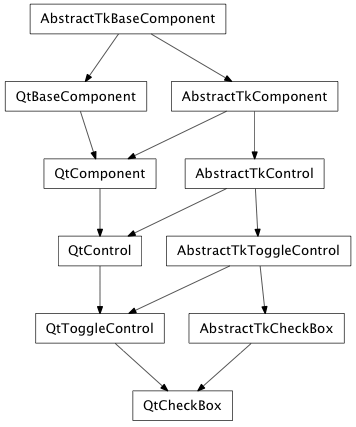 AbstractTkBaseComponent
QtBaseComponent
AbstractTkComponent
QtComponent
AbstractTkControl
QtControl
AbstractTkToggleControl
QtToggleControl
AbstractTkCheckBox
QtCheckBox